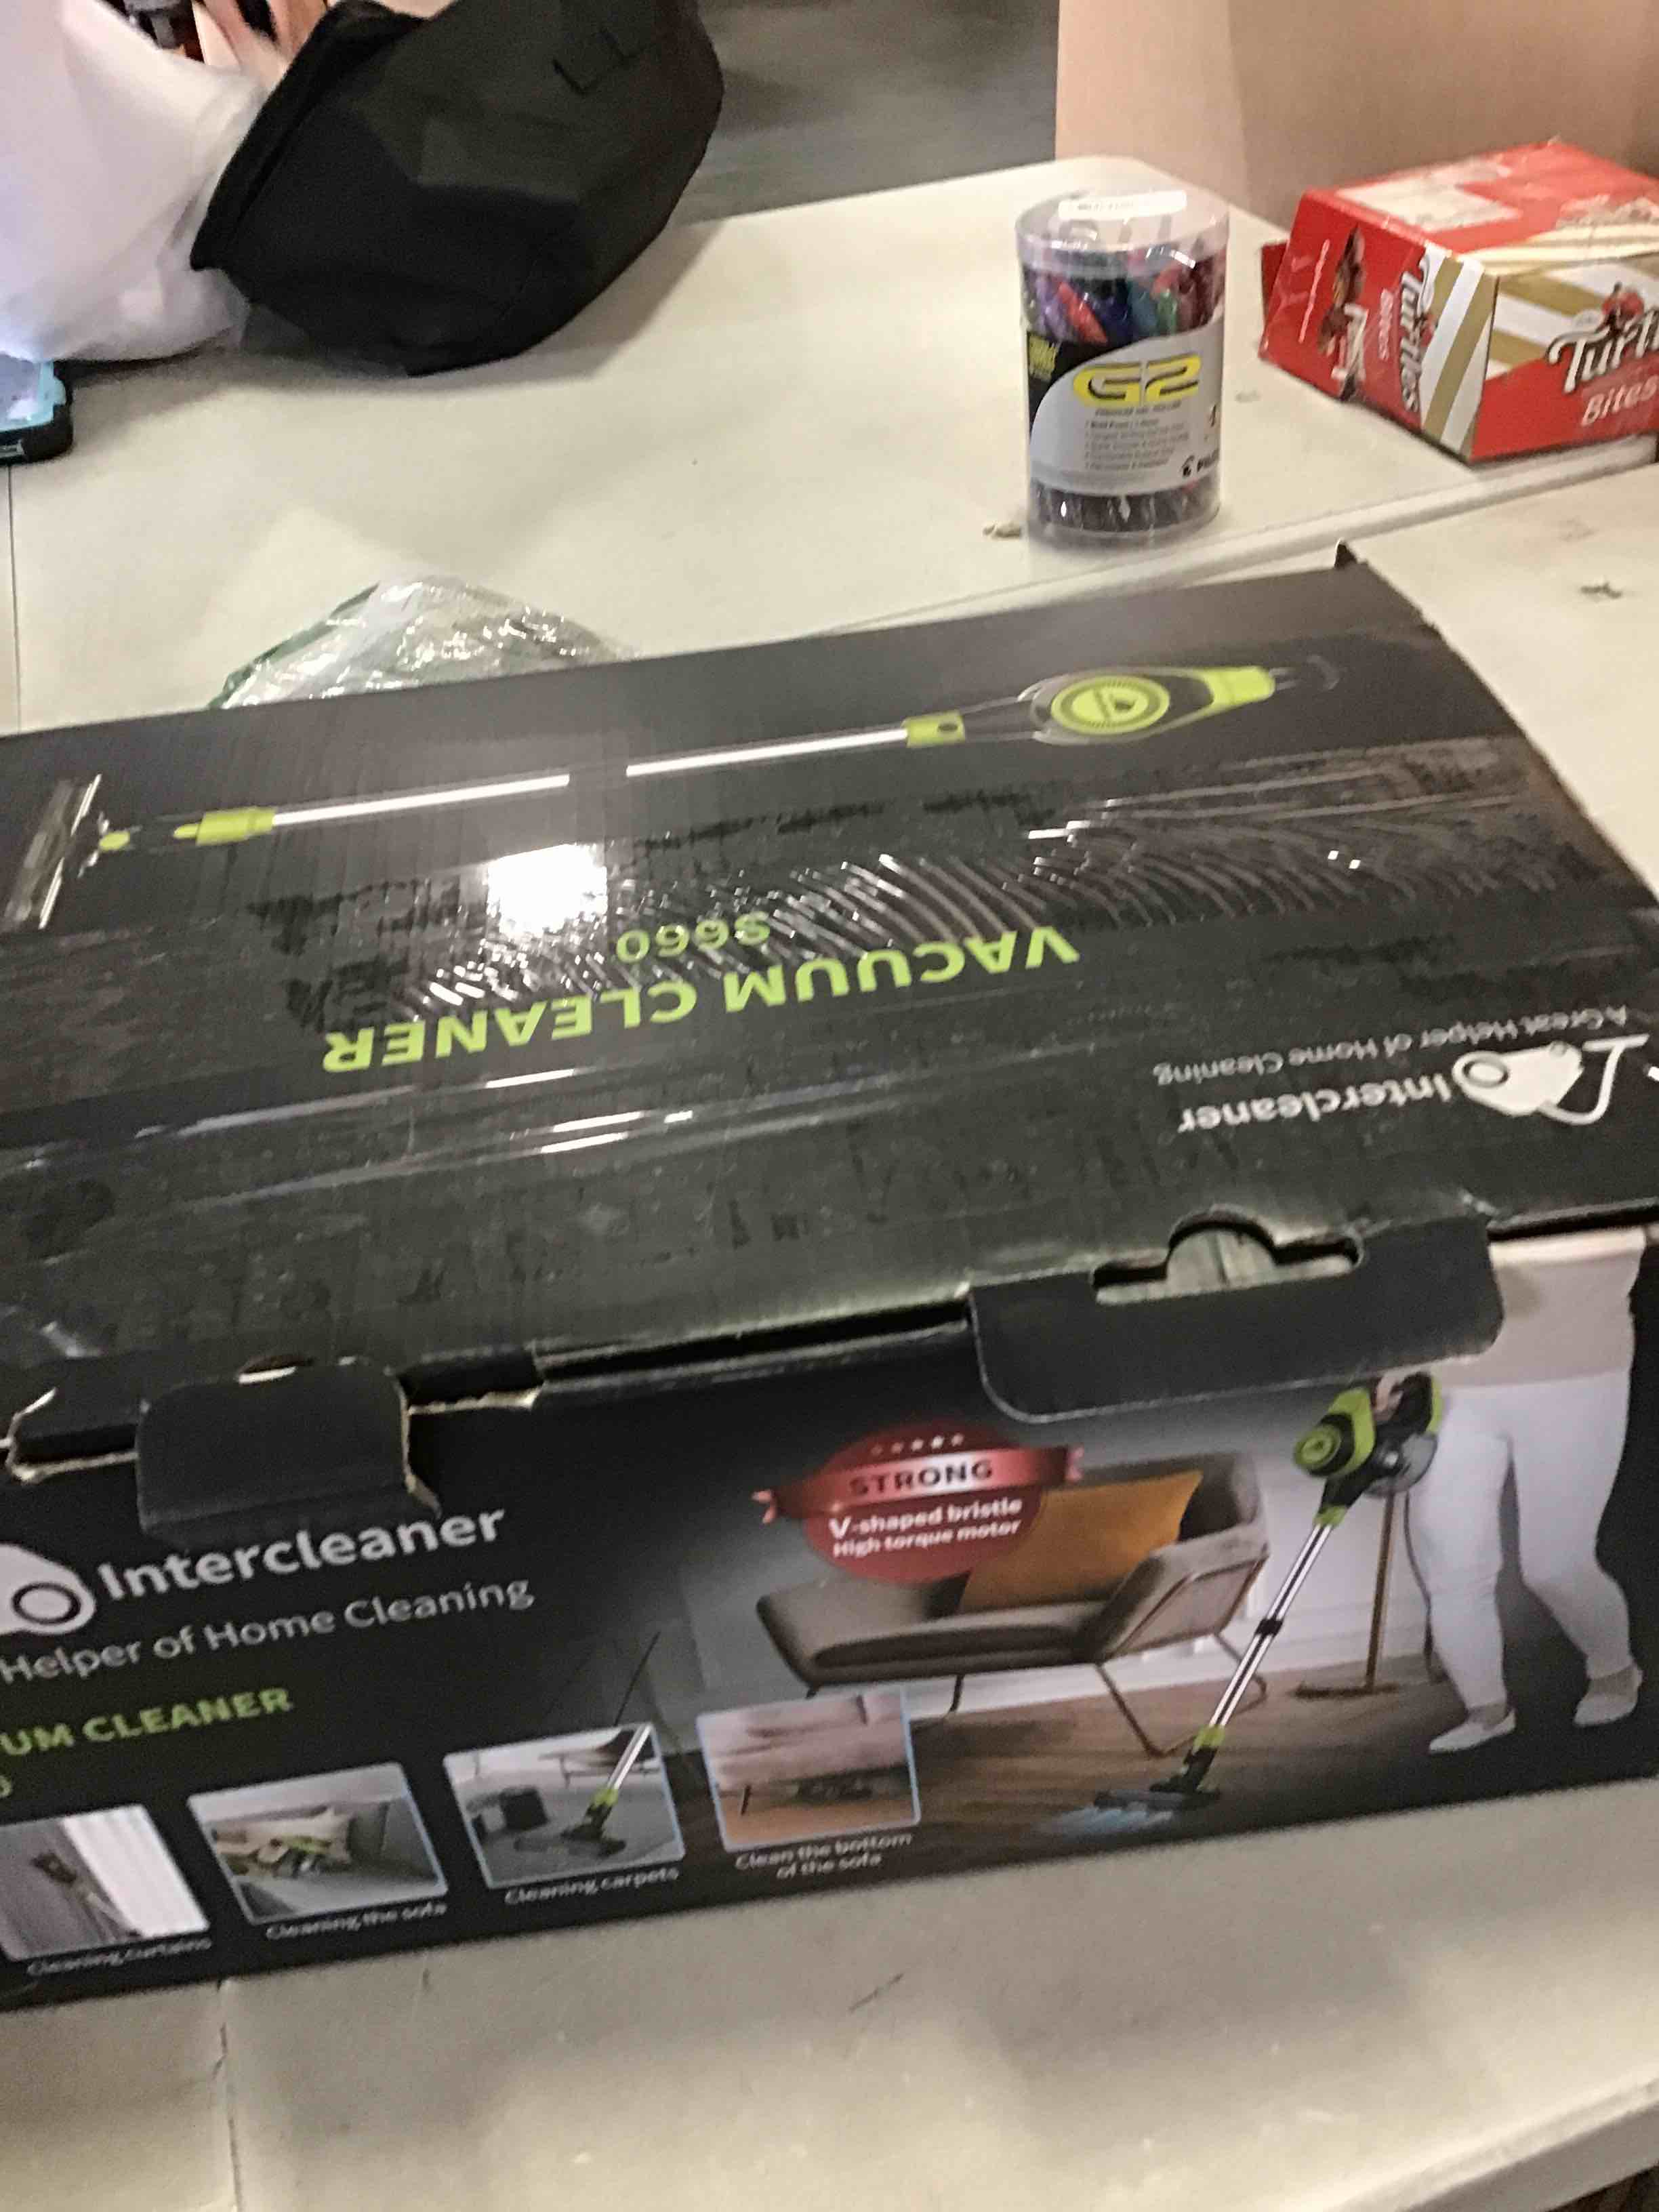 G2
Turtles
Bites
Bites
VACUUM CLEANER
S660
Intercleaner
A Great Helper of Home Cleaning
Intercleaner
Helper of Home Cleaning
UM CLEANER
STRONG
V-shaped bristle
High torque motor
Cleaning curtains
Cleaning the sofa
Cleaning carpets
Clean the bottom
of the sofa